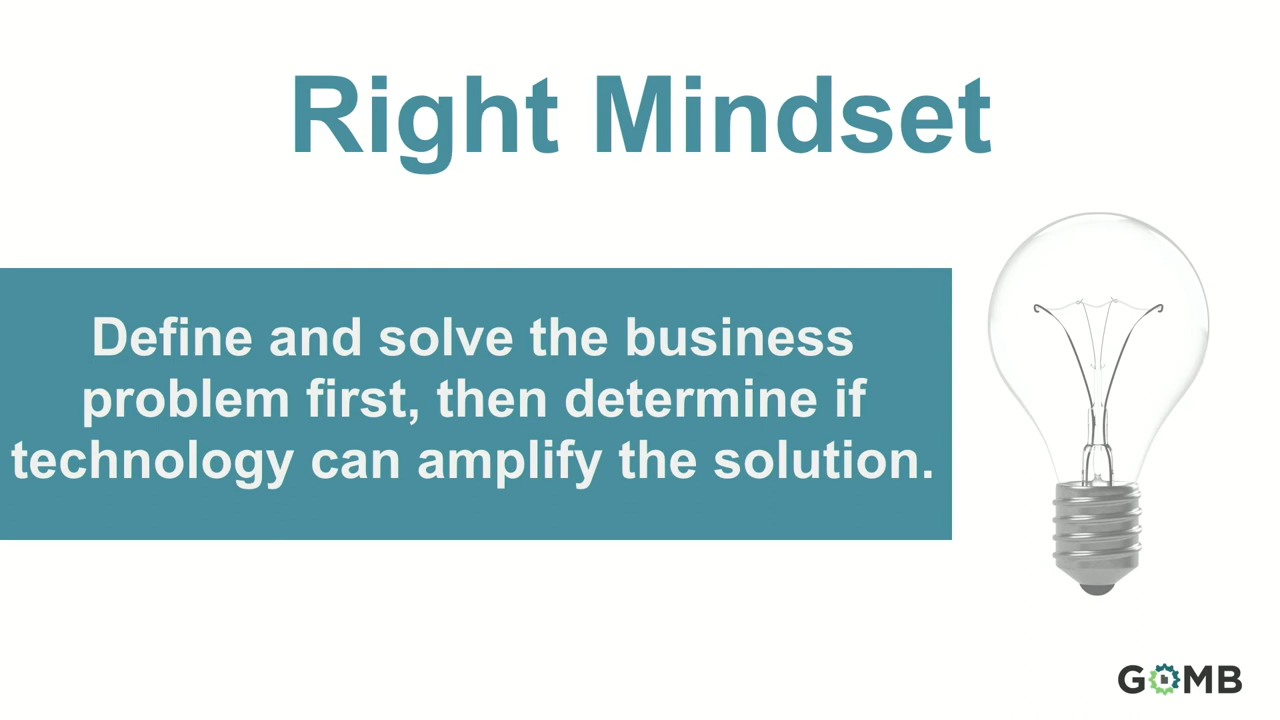 Right Mindset
Define and solve the business
problem first, then determine if
technology can amplify the solution.
GOMB